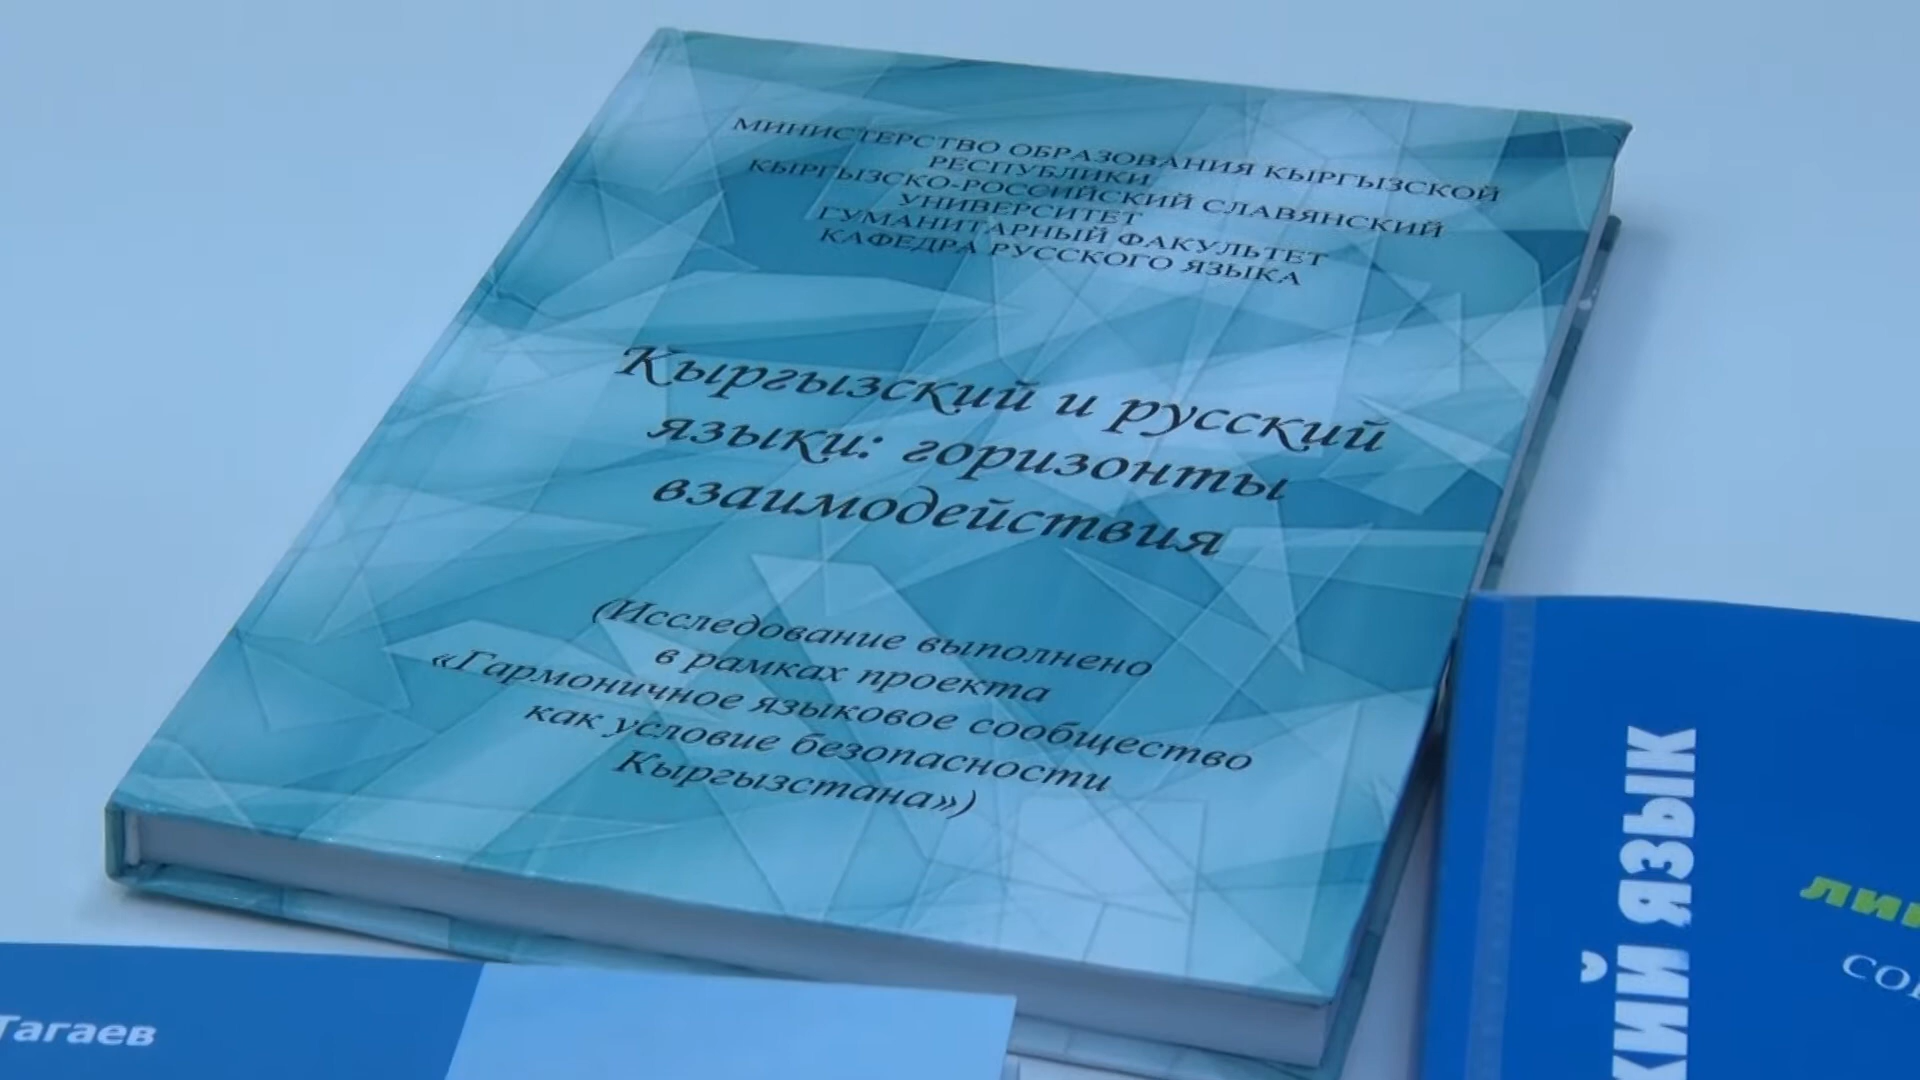 МИНИСТЕРСТВО ОБРАЗОВАНИЯ КЫРГЫЗСКОЙ
РЕСПУБЛИКИ
КЫРГЫЗСКО-РОССИЙСКИЙ СЛАВЯНСКИЙ
УНИВЕРСИТЕТ
ГУМАНИТАРНЫЙ ФАКУЛЬТЕТ
КАФЕДРА РУССКОГО ЯЗЫКА
Кыргызский и русский
языки: горизонты
взаимодействия
(Исследование выполнено
в рамках проекта
«Гармоничное языковое сообщество
как условие безопасности
Кыргызстана»)
Тагаев
ЯЗЫК